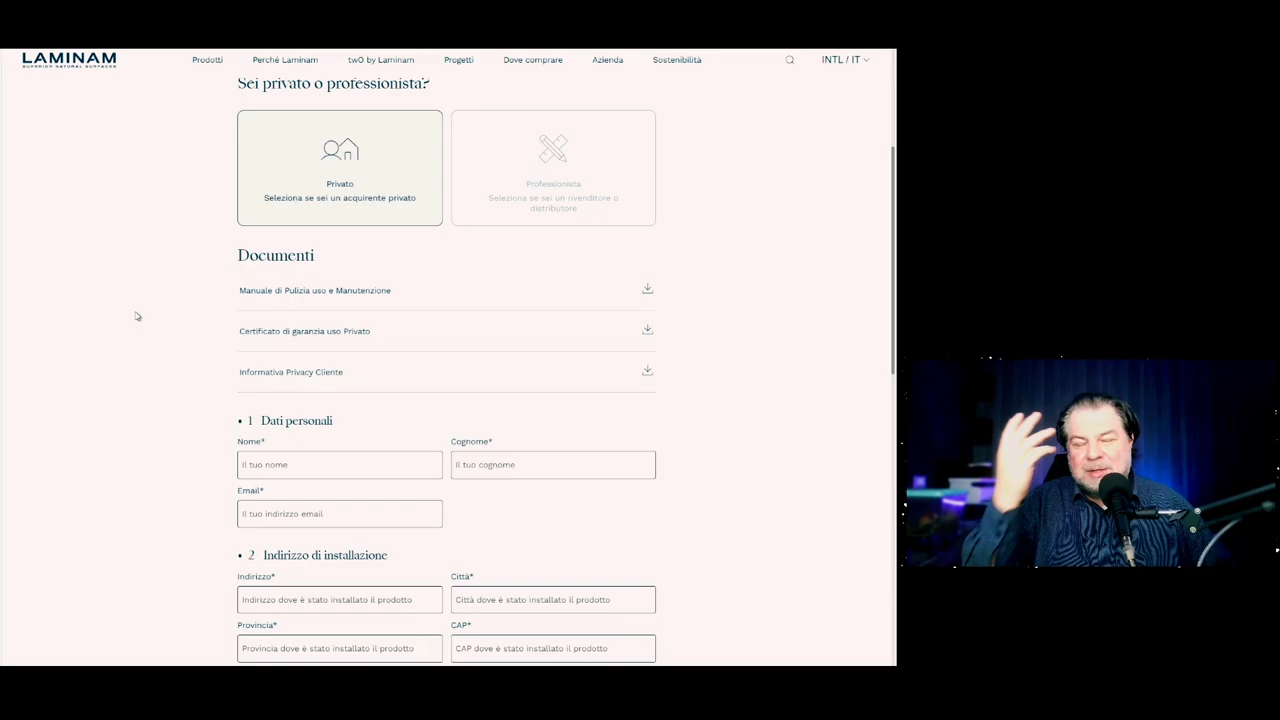 LAMINAM
SUPERIOR NATURAL SURFACES
Prodotti
Perché Laminam
twO by Laminam
Progetti
Dove comprare
Azienda
Sostenibilità
INTL / IT
Sei privato o professionista?
Privato
Seleziona se sei un acquirente privato
Professionista
Seleziona se sei un rivenditore o
distributore
Documenti
Manuale di Pulizia uso e Manutenzione
Certificato di garanzia uso Privato
Informativa Privacy Cliente
• 1 Dati personali
Nome*
Cognome*
Il tuo nome
Il tuo cognome
Email*
Il tuo indirizzo email
• 2 Indirizzo di installazione
Indirizzo*
Città*
Indirizzo dove è stato installato il prodotto
Città dove è stato installato il prodotto
Provincia*
CAP*
Provincia dove è stato installato il prodotto
CAP dove è stato installato il prodotto